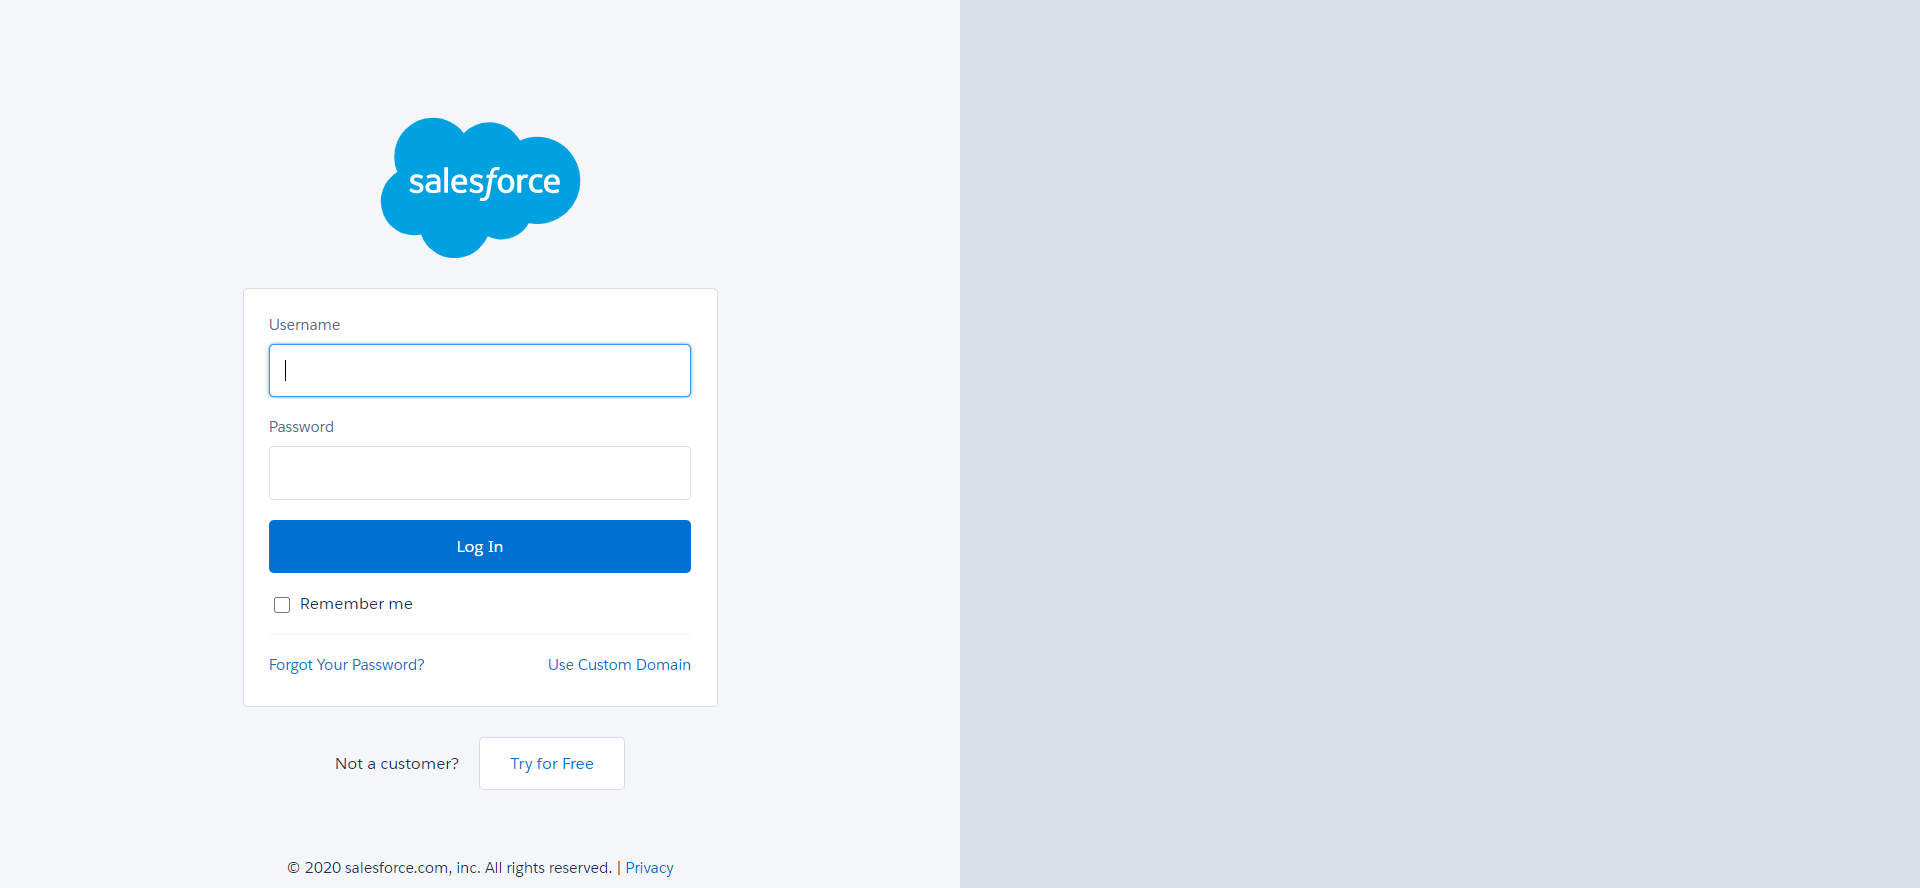 salesforce
Username
Password
Log In
Remember me
Forgot Your Password? Use Custom Domain
Not a customer? Try for Free
© 2020 salesforce.com, inc. All rights reserved. | Privacy